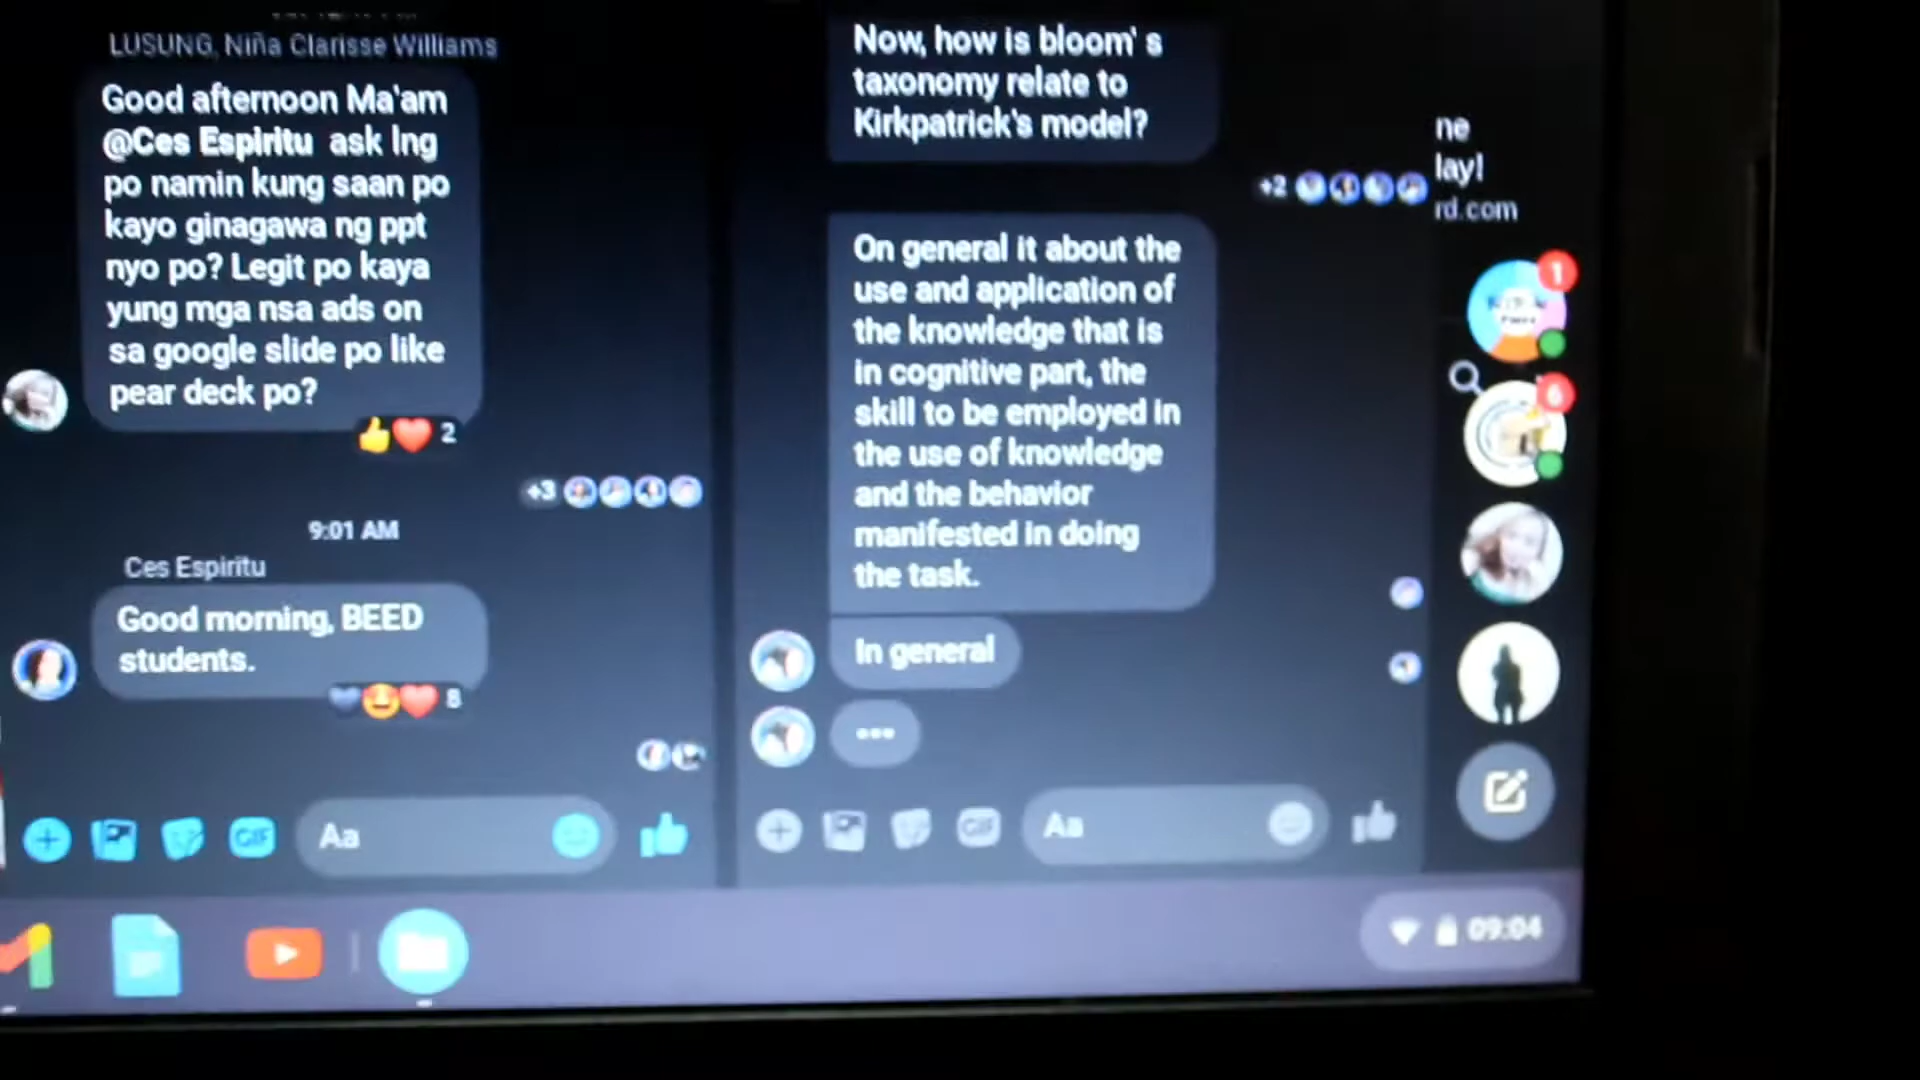 LUSUNG, Niña Clarisse Williams
Good afternoon Ma'am
@Ces Espiritu ask lng
po namin kung saan po
kayo ginagawa ng ppt
nyo po? Legit po kaya
yung mga nsa ads on
sa google slide po like
pear deck po?
2
+3
9:01 AM
Ces Espiritu
Good morning, BEED
students.
8
GIF
Aa
Now, how is bloom' s
taxonomy relate to
Kirkpatrick's model?
+2
On general it about the
use and application of
the knowledge that is
in cognitive part, the
skill to be employed in
the use of knowledge
and the behavior
manifested in doing
the task.
In general
GIF
Aa
ne
lay!
rd.com
1
6
09:04